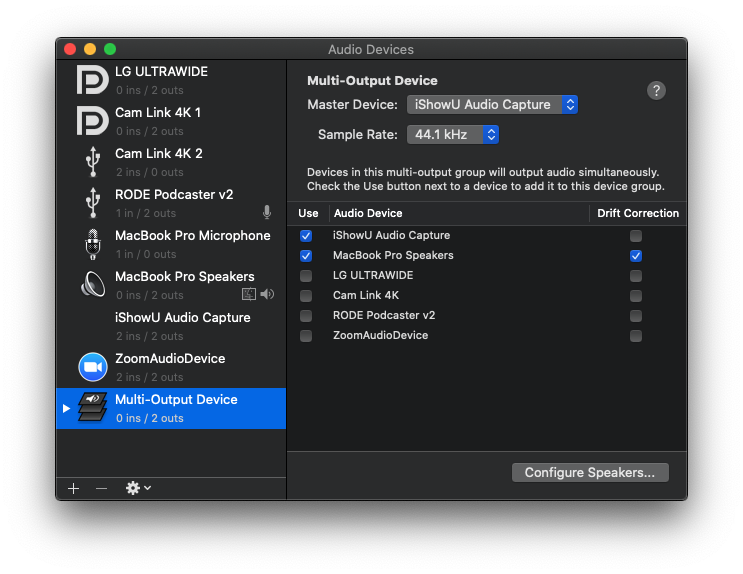 Audio Devices
LG ULTRAWIDE
0 ins / 2 outs
Cam Link 4K 1
0 ins / 2 outs
Cam Link 4K 2
2 ins / 0 outs
RODE Podcaster v2
1 in / 2 outs
MacBook Pro Microphone
1 in / 0 outs
MacBook Pro Speakers
0 ins / 2 outs
iShowU Audio Capture
2 ins / 2 outs
ZoomAudioDevice
2 ins / 2 outs
Multi-Output Device
0 ins / 2 outs
Multi-Output Device
?
Master Device: iShowU Audio Capture
Sample Rate: 44.1 kHz
Devices in this multi-output group will output audio simultaneously.
Check the Use button next to a device to add it to this device group.
Use Audio Device Drift Correction
iShowU Audio Capture
MacBook Pro Speakers
LG ULTRAWIDE
Cam Link 4K
RODE Podcaster v2
ZoomAudioDevice
Configure Speakers...